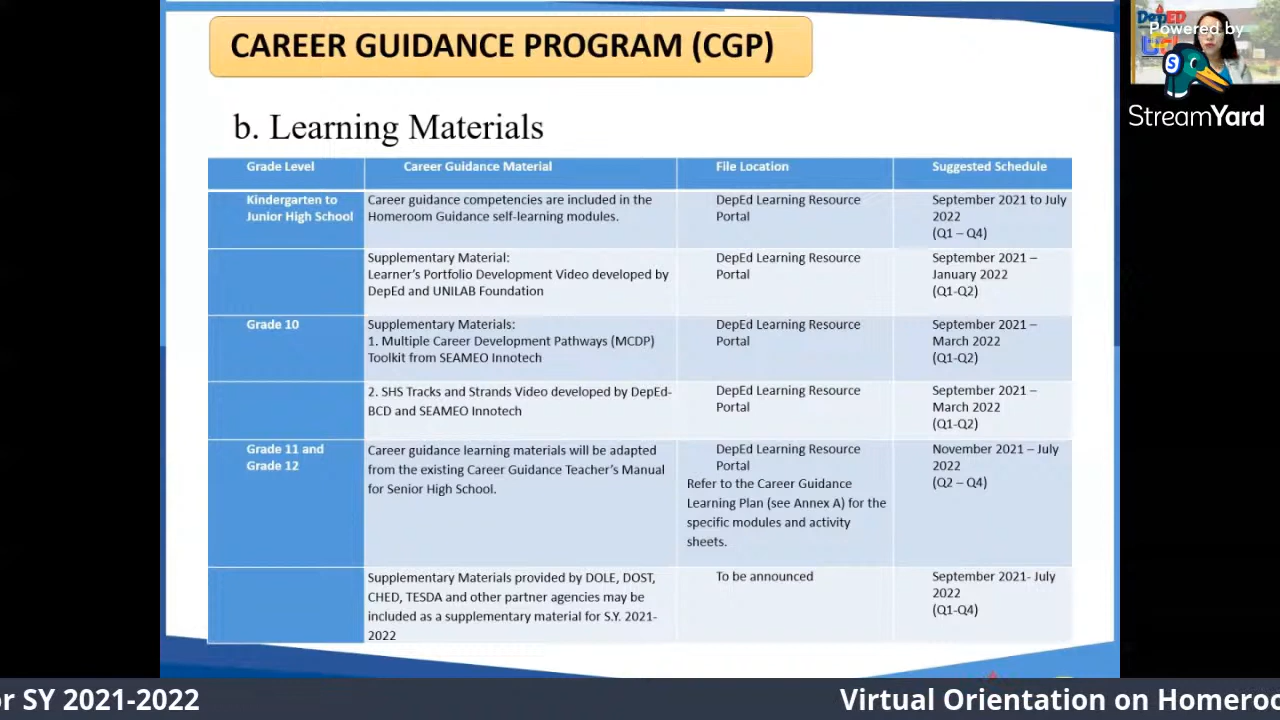 CAREER GUIDANCE PROGRAM (CGP)
DepED
Powered by
S
StreamYard
b. Learning Materials
Grade Level
Career Guidance Material
File Location
Suggested Schedule
Kindergarten to
Junior High School
Career guidance competencies are included in the
Homeroom Guidance self-learning modules.
DepEd Learning Resource
Portal
September 2021 to July
2022
(Q1 – Q4)
Supplementary Material:
Learner’s Portfolio Development Video developed by
DepEd and UNILAB Foundation
DepEd Learning Resource
Portal
September 2021 –
January 2022
(Q1-Q2)
Grade 10
Supplementary Materials:
1. Multiple Career Development Pathways (MCDP)
Toolkit from SEAMEO Innotech
DepEd Learning Resource
Portal
September 2021 –
March 2022
(Q1-Q2)
2. SHS Tracks and Strands Video developed by DepEd-
BCD and SEAMEO Innotech
DepEd Learning Resource
Portal
September 2021 –
March 2022
(Q1-Q2)
Grade 11 and
Grade 12
Career guidance learning materials will be adapted
from the existing Career Guidance Teacher’s Manual
for Senior High School.
DepEd Learning Resource
Portal
Refer to the Career Guidance
Learning Plan (see Annex A) for the
specific modules and activity
sheets.
November 2021 – July
2022
(Q2 – Q4)
Supplementary Materials provided by DOLE, DOST,
CHED, TESDA and other partner agencies may be
included as a supplementary material for S.Y. 2021-
2022
To be announced
September 2021- July
2022
(Q1-Q4)
or SY 2021-2022
Virtual Orientation on Homeroo